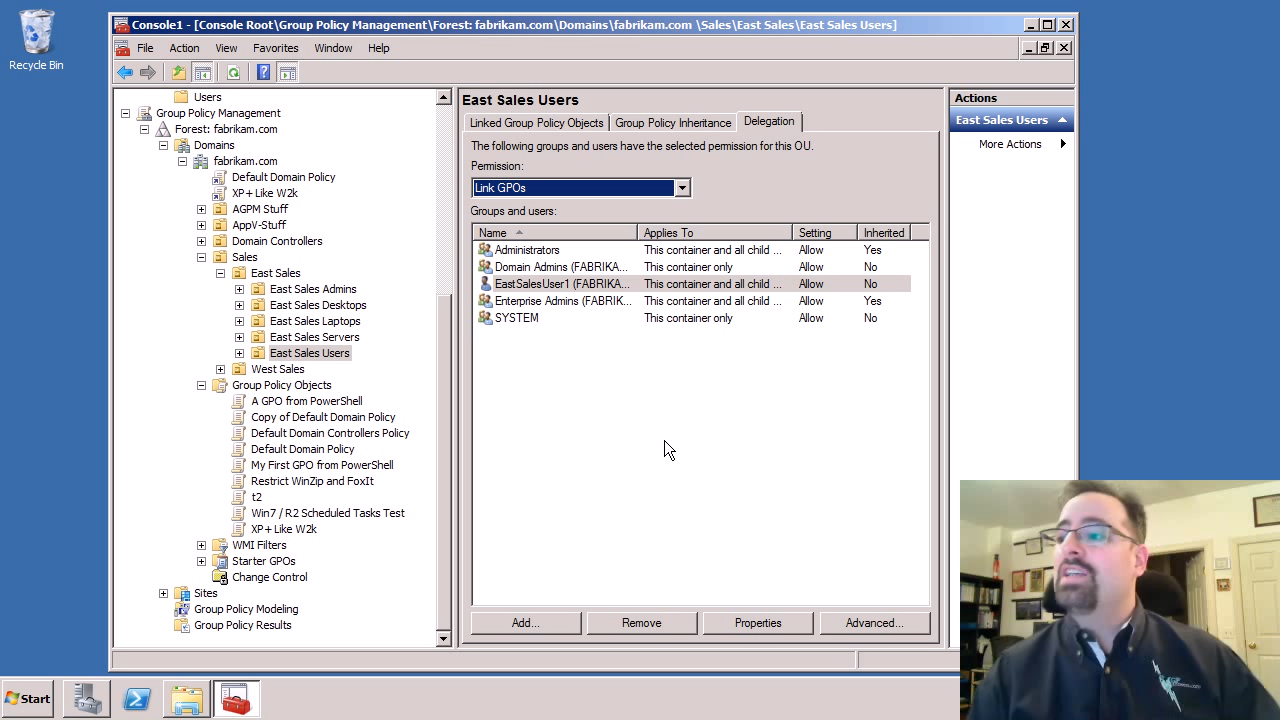 Recycle Bin
Console1 - [Console Root\Group Policy Management\Forest: fabrikam.com\Domains\fabrikam.com \Sales\East Sales\East Sales Users]
File Action View Favorites Window Help
Users
Group Policy Management
Forest: fabrikam.com
Domains
fabrikam.com
Default Domain Policy
XP+ Like W2k
AGPM Stuff
AppV-Stuff
Domain Controllers
Sales
East Sales
East Sales Admins
East Sales Desktops
East Sales Laptops
East Sales Servers
East Sales Users
West Sales
Group Policy Objects
A GPO from PowerShell
Copy of Default Domain Policy
Default Domain Controllers Policy
Default Domain Policy
My First GPO from PowerShell
Restrict WinZip and FoxIt
t2
Win7 / R2 Scheduled Tasks Test
XP+ Like W2k
WMI Filters
Starter GPOs
Change Control
Sites
Group Policy Modeling
Group Policy Results
East Sales Users
Linked Group Policy Objects Group Policy Inheritance Delegation
The following groups and users have the selected permission for this OU.
Permission:
Link GPOs
Groups and users:
Name Applies To Setting Inherited
Administrators This container and all child ... Allow Yes
Domain Admins (FABRIKA... This container only Allow No
EastSalesUser1 (FABRIKA... This container and all child ... Allow No
Enterprise Admins (FABRIK... This container and all child ... Allow Yes
SYSTEM This container only Allow No
Add... Remove Properties Advanced...
Actions
East Sales Users
More Actions
Start